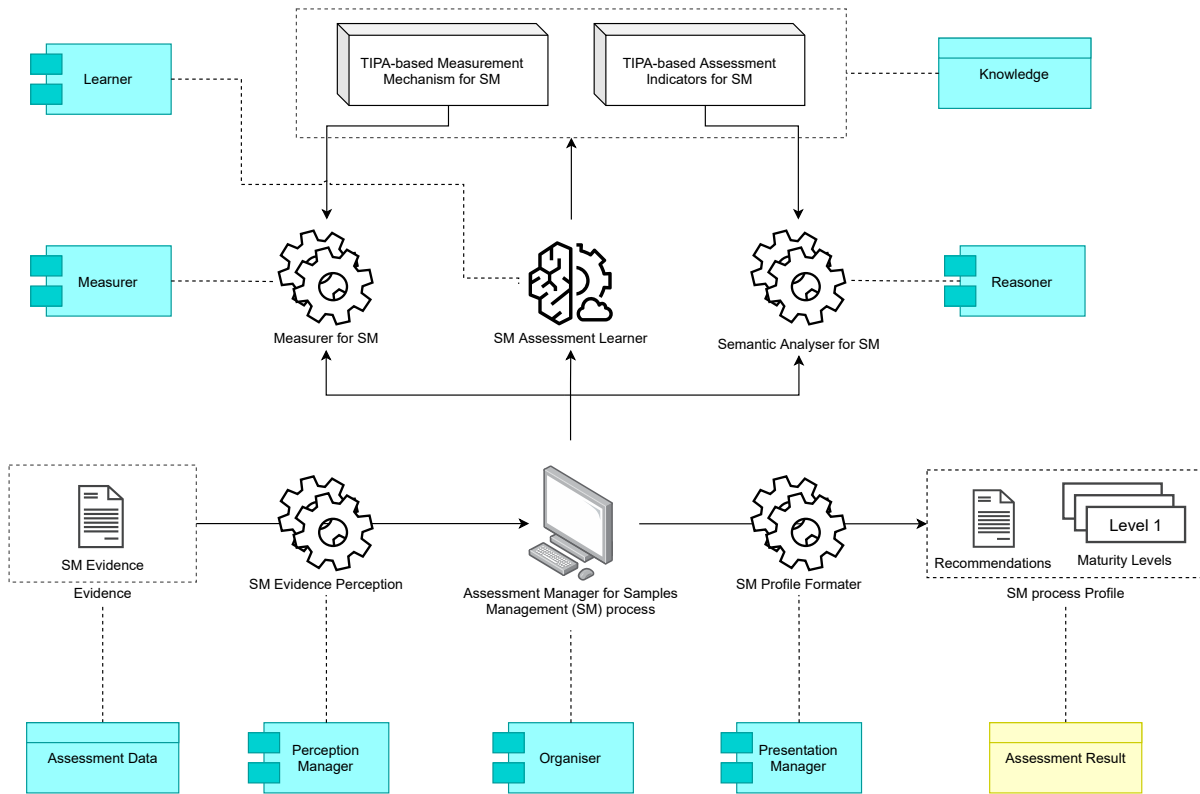 TIPA-based Measurement
Mechanism for SM
TIPA-based Assessment
Indicators for SM
Learner
Knowledge
Measurer
Reasoner
Measurer for SM
SM Assessment Learner
Semantic Analyser for SM
Level 1
SM Evidence
Recommendations
Maturity Levels
Evidence
SM Evidence Perception
Assessment Manager for Samples
Management (SM) process
SM Profile Formater
SM process Profile
Assessment Data
Perception
Manager
Organiser
Presentation
Manager
Assessment Result